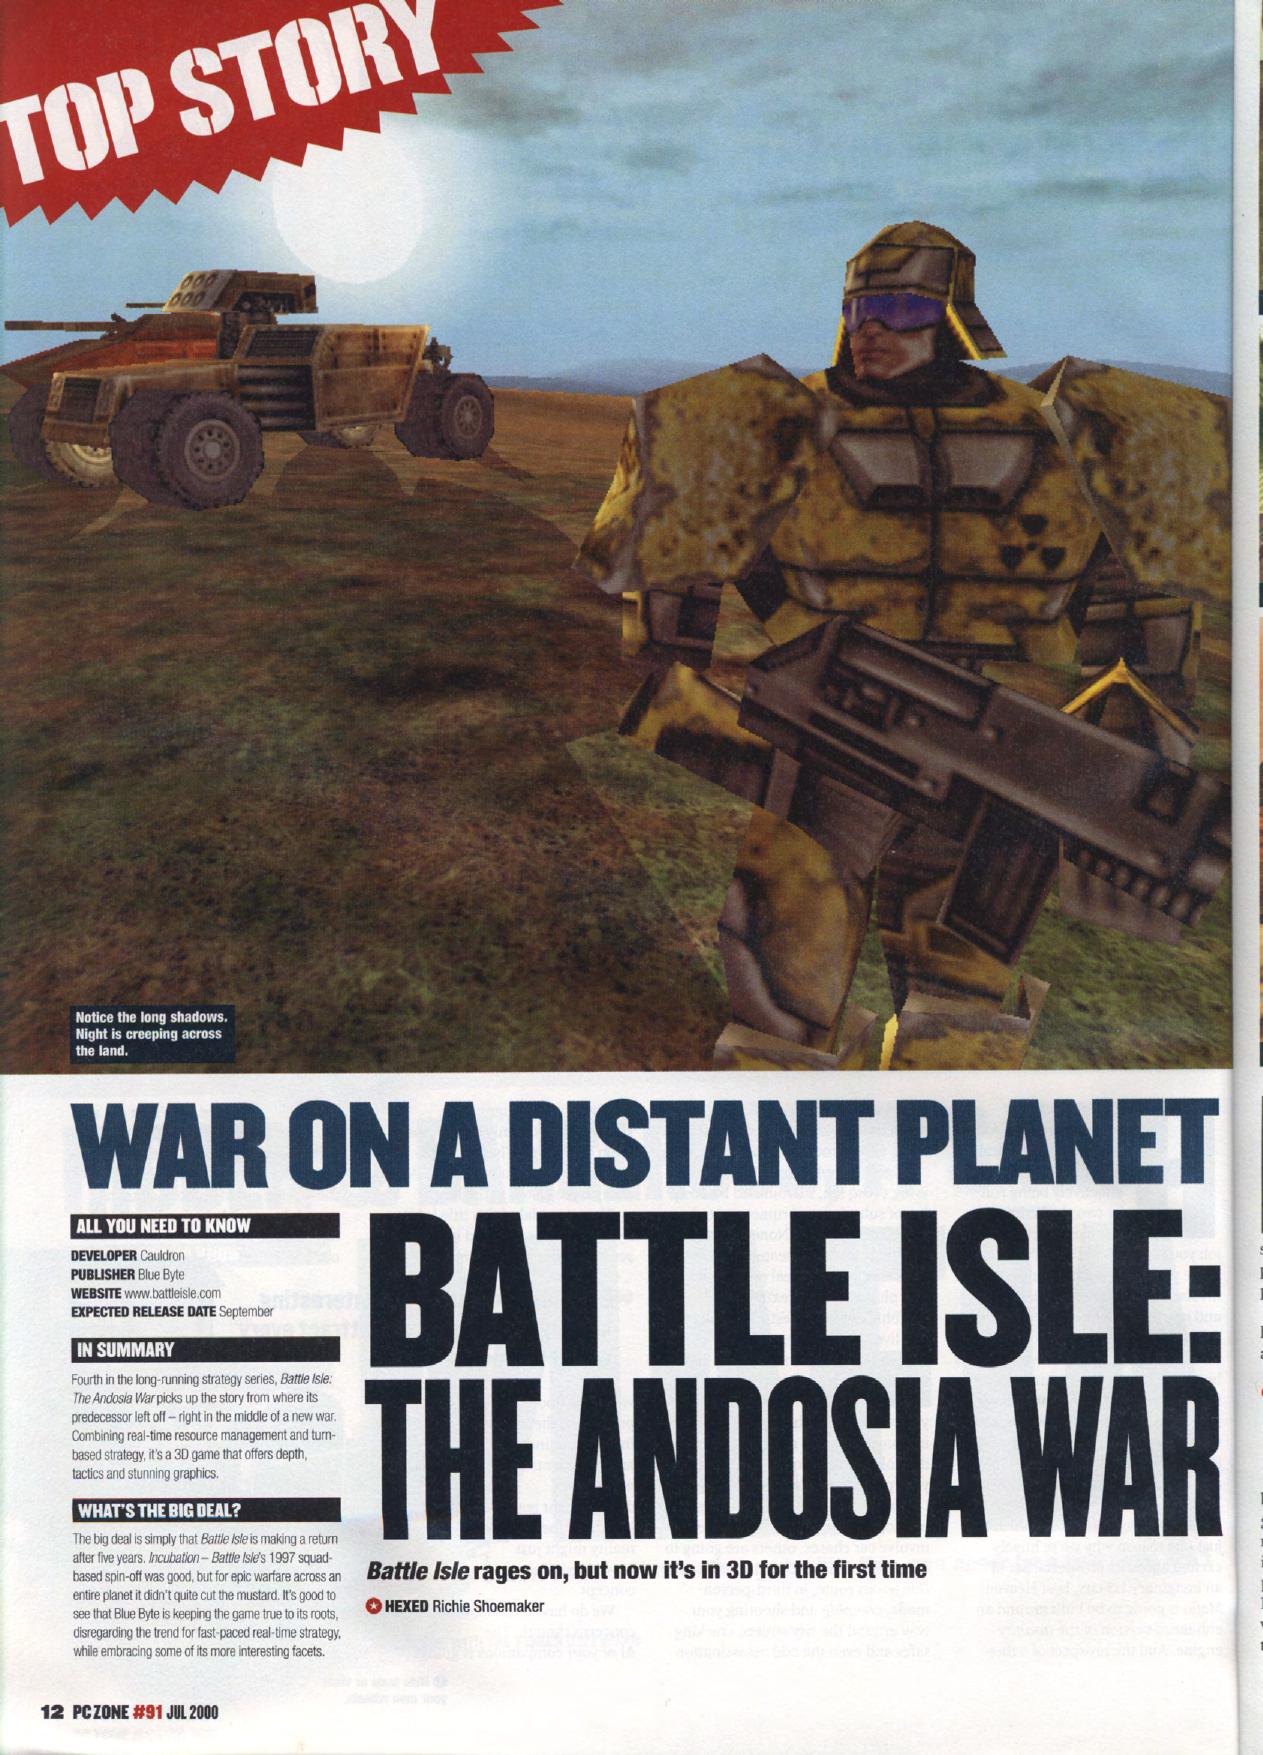 TOP STORY
Notice the long shadows.
Night is creeping across
the land.
WAR ON A DISTANT PLANET
BATTLE ISLE:
THE ANDOSIA WAR
Battle Isle rages on, but now it's in 3D for the first time
HEXED Richie Shoemaker
ALL YOU NEED TO KNOW
DEVELOPER Cauldron
PUBLISHER Blue Byte
WEBSITE www.battleisle.com
EXPECTED RELEASE DATE September
IN SUMMARY
Fourth in the long-running strategy series, Battle Isle:
The Andosia War picks up the story from where its
predecessor left off – right in the middle of a new war.
Combining real-time resource management and turn-
based strategy, it's a 3D game that offers depth,
tactics and stunning graphics.
WHAT'S THE BIG DEAL?
The big deal is simply that Battle Isle is making a return
after five years. Incubation – Battle Isle's 1997 squad-
based spin-off was good, but for epic warfare across an
entire planet it didn't quite cut the mustard. It's good to
see that Blue Byte is keeping the game true to its roots,
disregarding the trend for fast-paced real-time strategy,
while embracing some of its more interesting facets.
12 PCZONE #91 JUL 2000